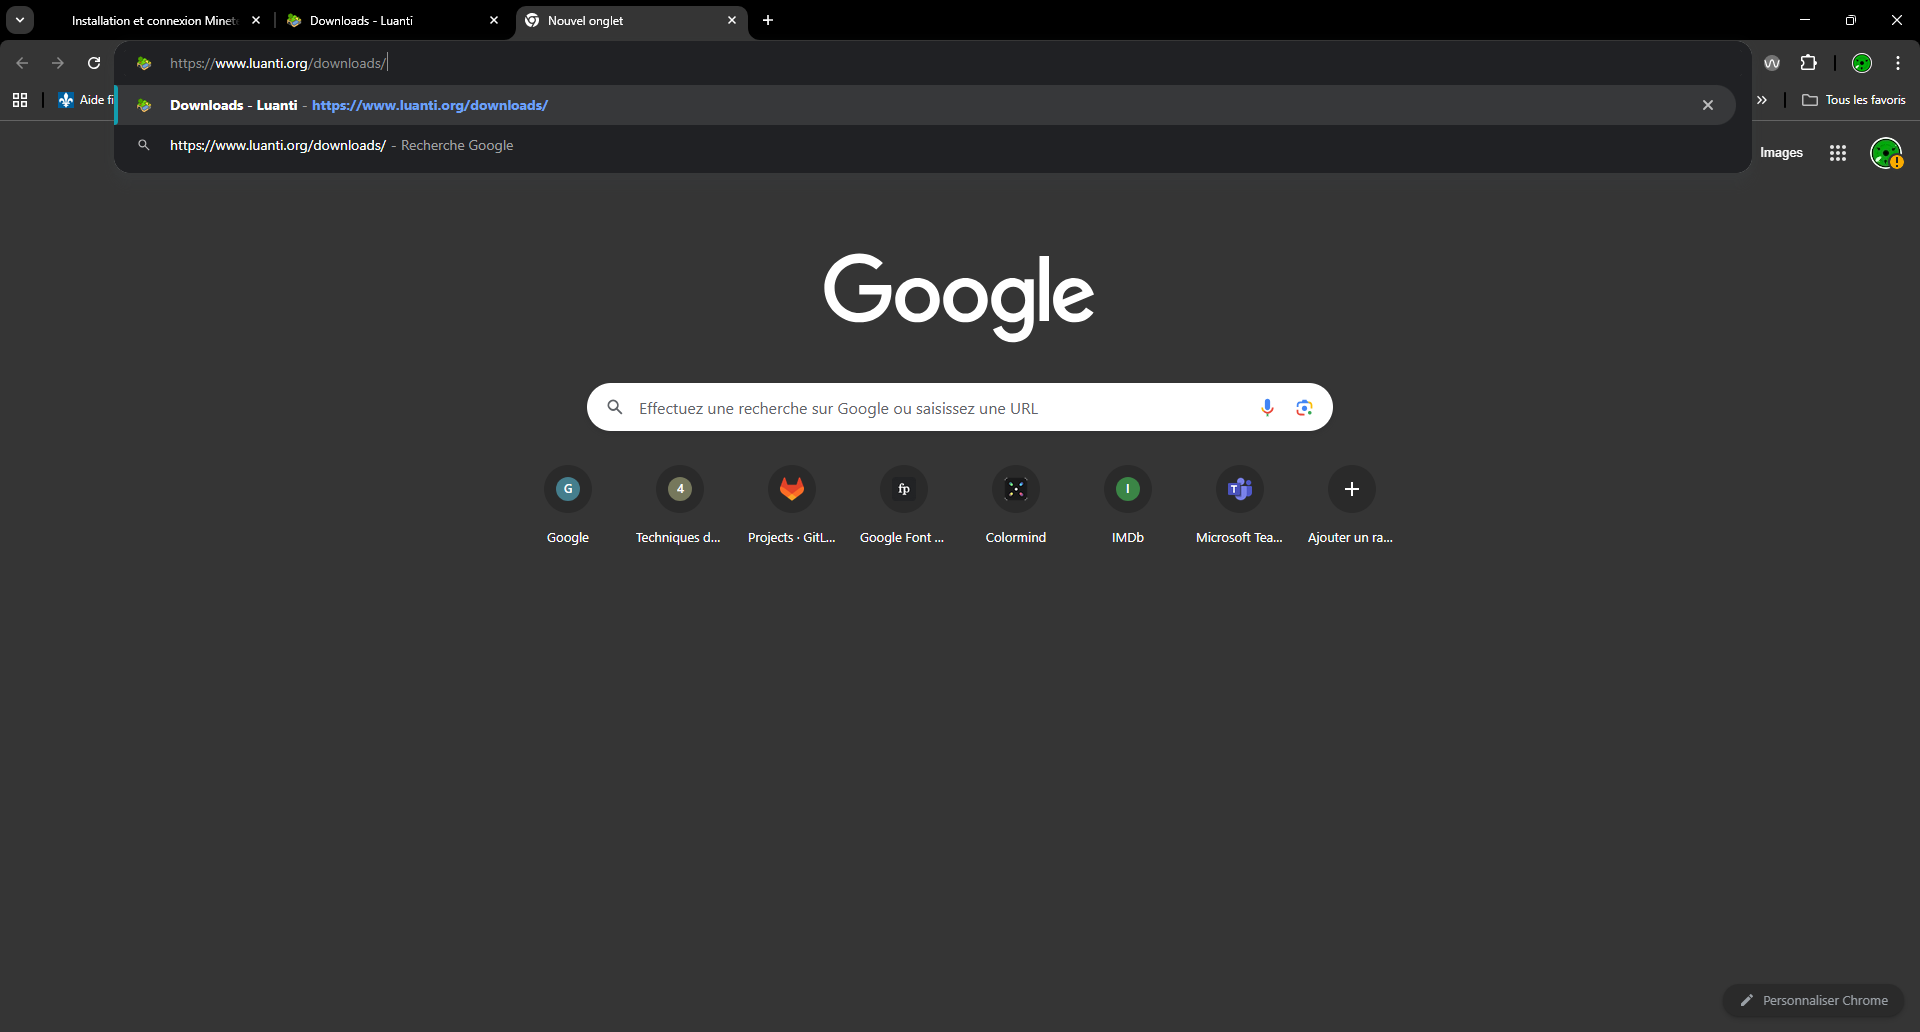 Installation et connexion Minet
Downloads - Luanti
Nouvel onglet
https://www.luanti.org/downloads/
Aide fi
Downloads - Luanti - https://www.luanti.org/downloads/
Tous les favoris
https://www.luanti.org/downloads/ - Recherche Google
Images
Google
Effectuez une recherche sur Google ou saisissez une URL
G
4
fp
I
T
Google
Techniques d...
Projects · GitL...
Google Font ...
Colormind
IMDb
Microsoft Tea...
Ajouter un ra...
Personnaliser Chrome